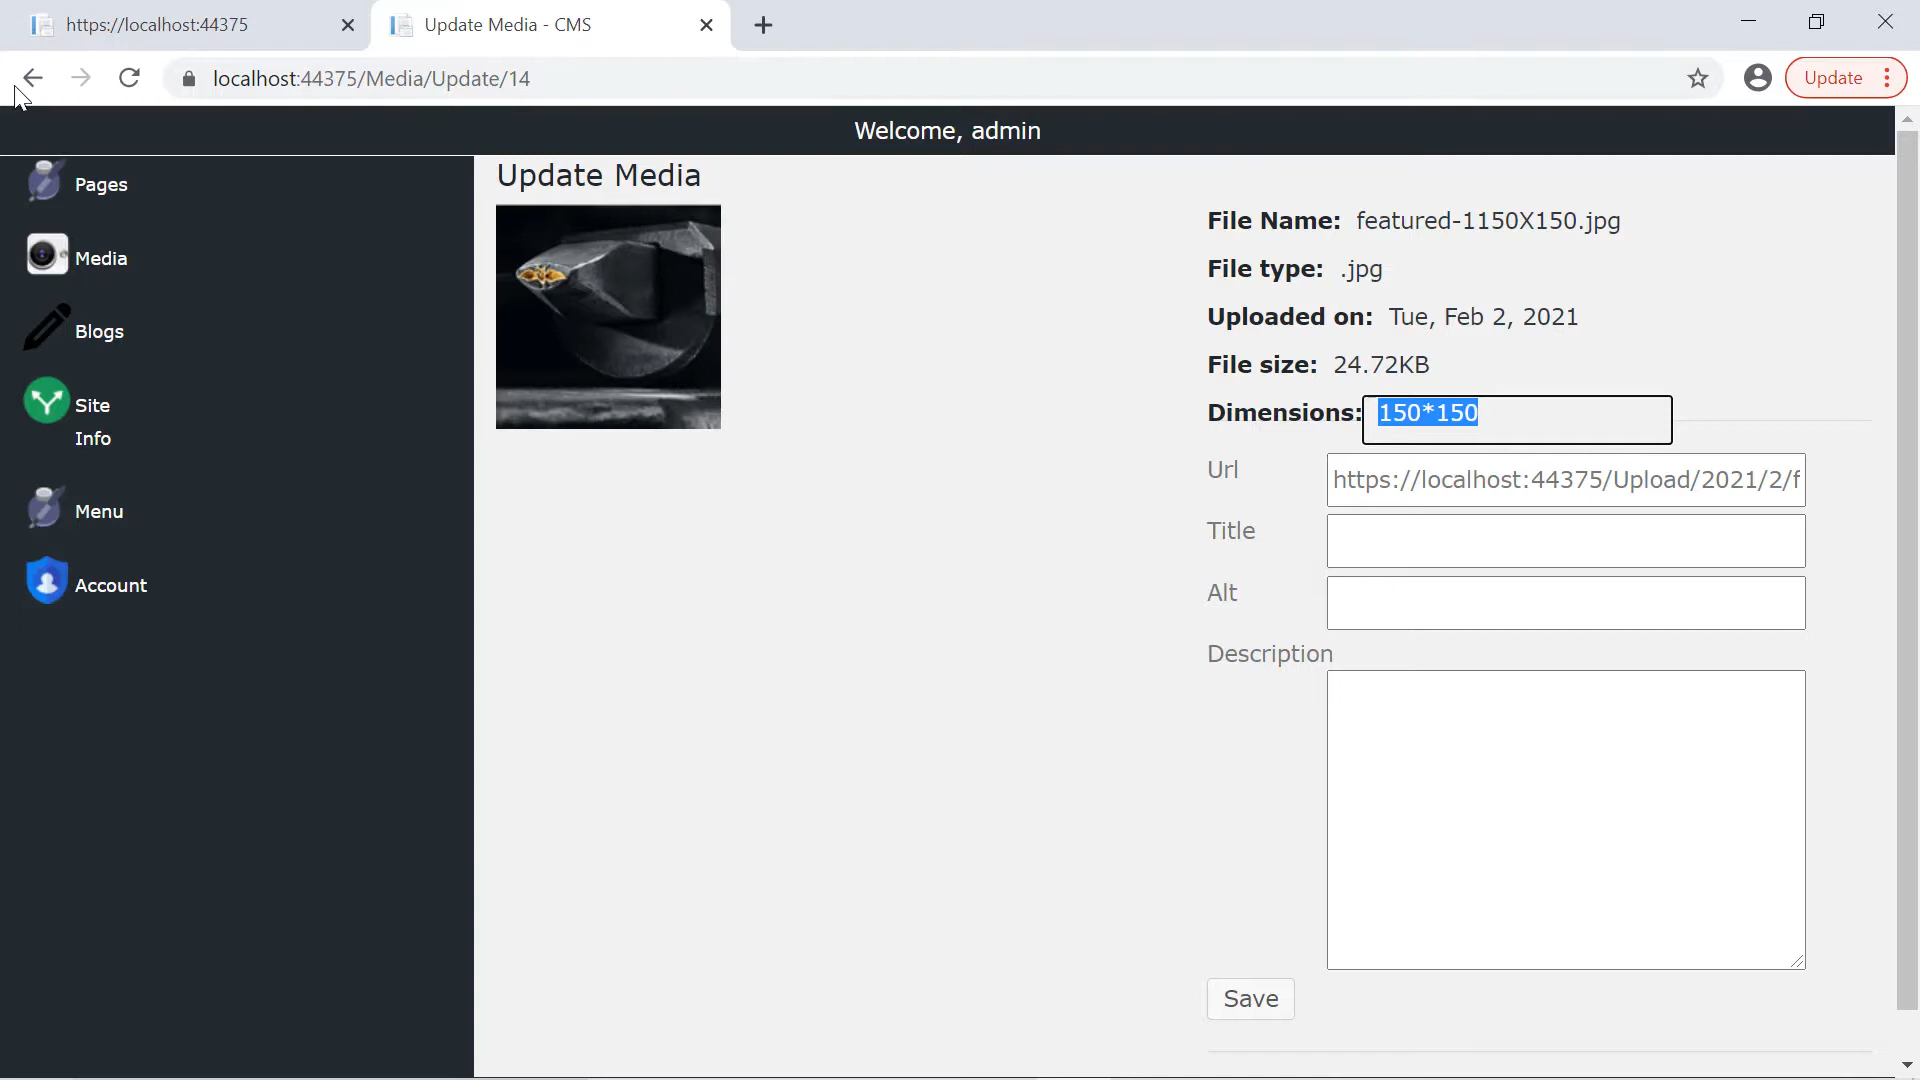 https://localhost:44375
Update Media - CMS
localhost:44375/Media/Update/14
Update
Welcome, admin
Pages
Media
Blogs
Site
Info
Menu
Account
Update Media
File Name: featured-1150X150.jpg
File type: .jpg
Uploaded on: Tue, Feb 2, 2021
File size: 24.72KB
Dimensions: 150*150
Url https://localhost:44375/Upload/2021/2/f
Title
Alt
Description
Save